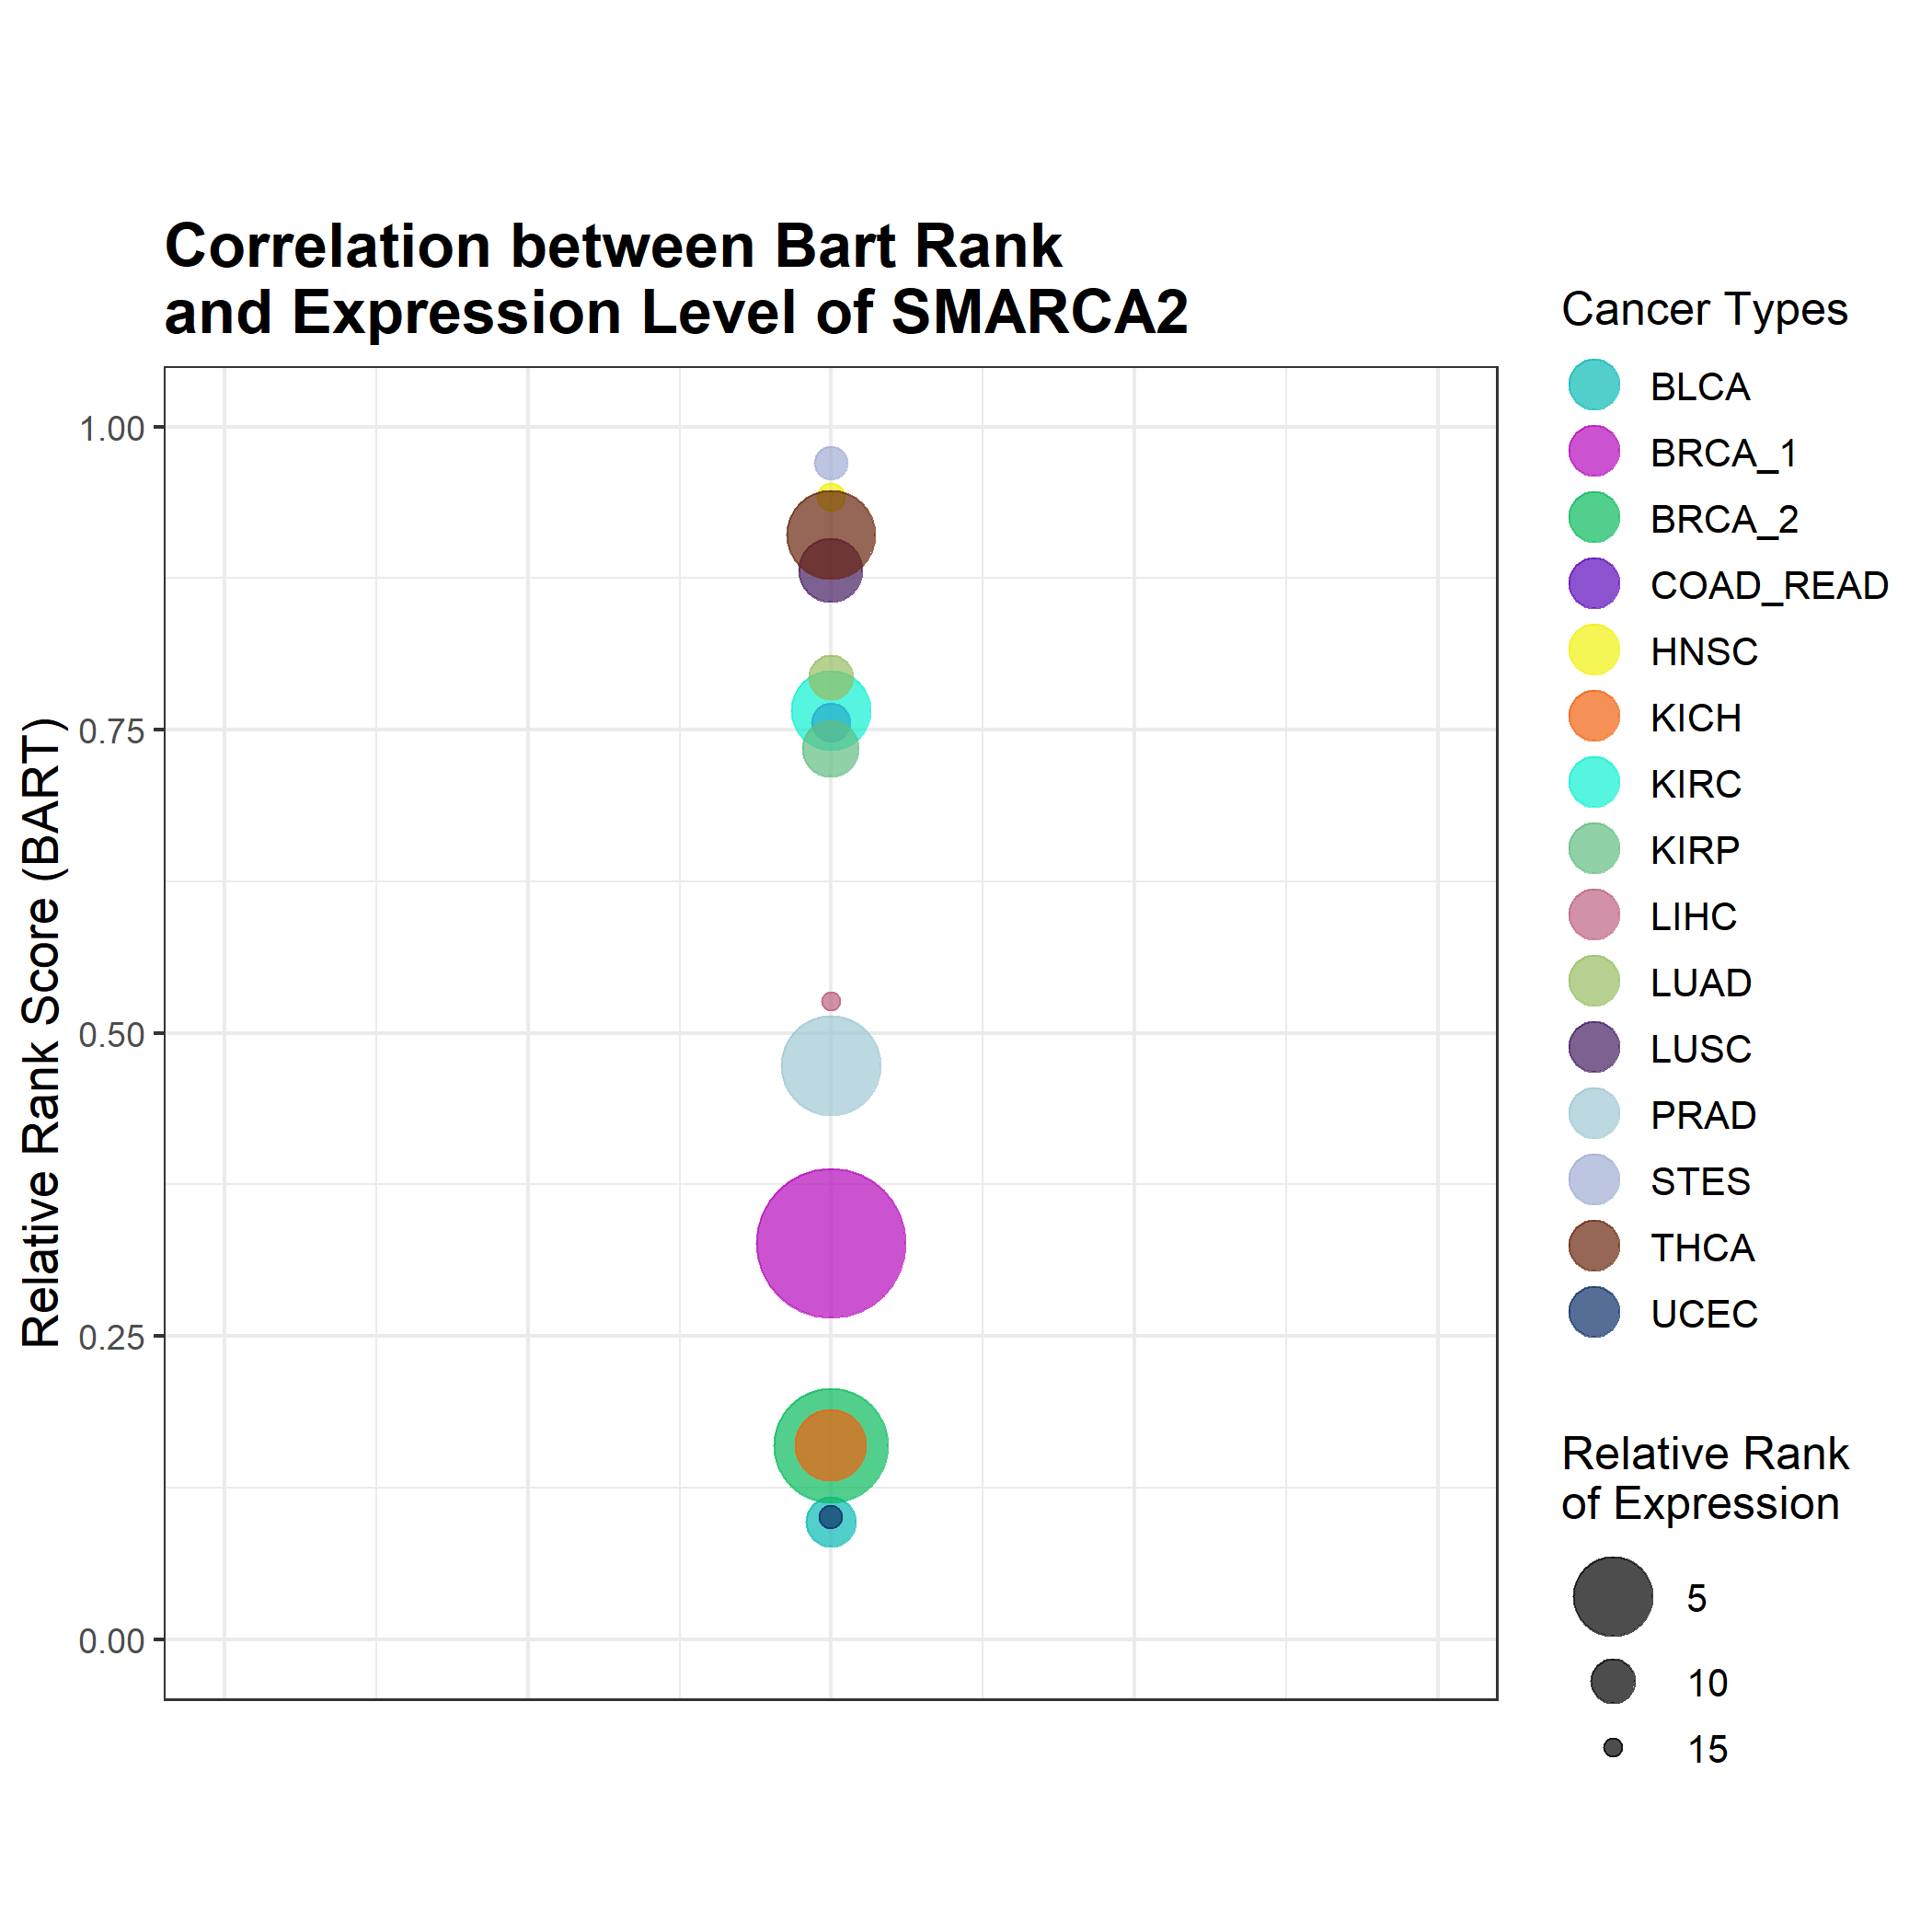 Correlation between Bart Rank
and Expression Level of SMARCA2
Relative Rank Score (BART)
1.00
0.75
0.50
0.25
0.00
Cancer Types
BLCA
BRCA_1
BRCA_2
COAD_READ
HNSC
KICH
KIRC
KIRP
LIHC
LUAD
LUSC
PRAD
STES
THCA
UCEC
Relative Rank
of Expression
5
10
15